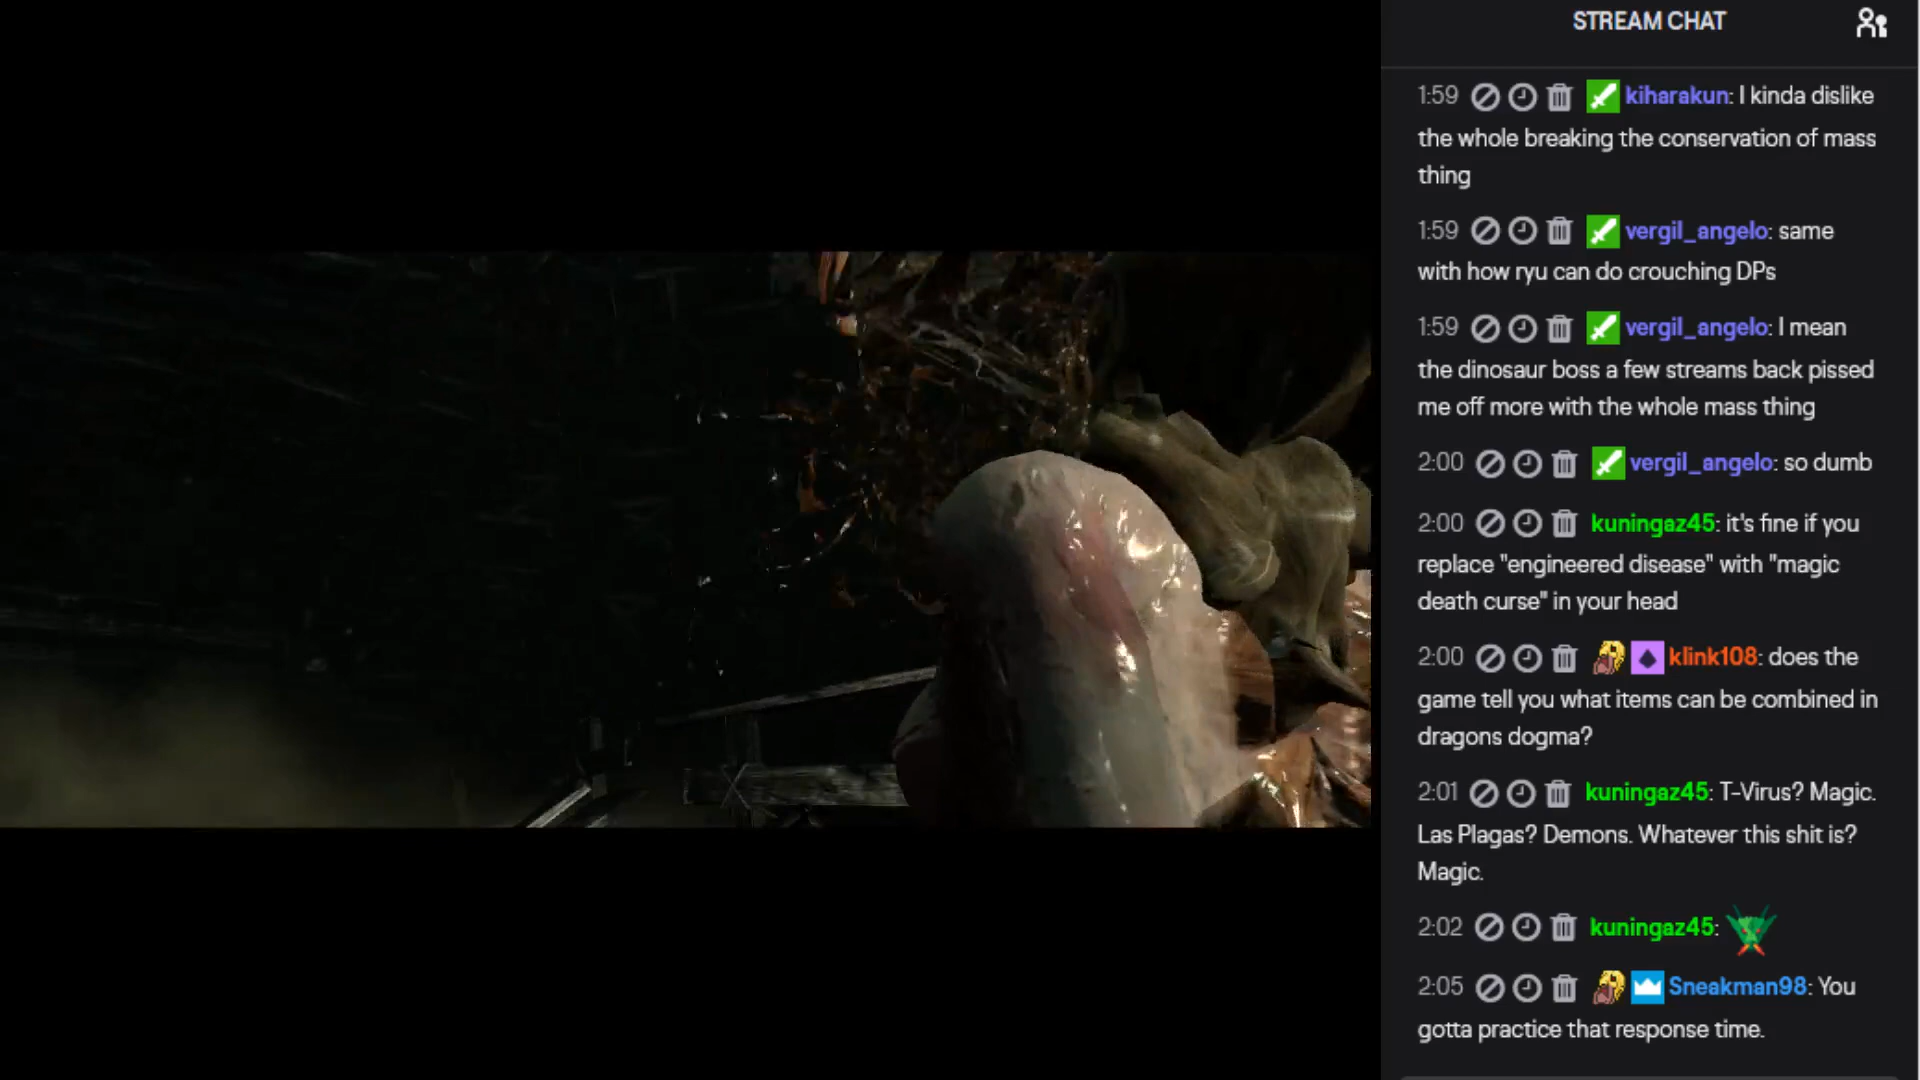 STREAM CHAT
1:59 kiharakun: I kinda dislike
the whole breaking the conservation of mass
thing
1:59 vergil_angelo: same
with how ryu can do crouching DPs
1:59 vergil_angelo: I mean
the dinosaur boss a few streams back pissed
me off more with the whole mass thing
2:00 vergil_angelo: so dumb
2:00 kuningaz45: it's fine if you
replace "engineered disease" with "magic
death curse" in your head
2:00 klink108: does the
game tell you what items can be combined in
dragons dogma?
2:01 kuningaz45: T-Virus? Magic.
Las Plagas? Demons. Whatever this shit is?
Magic.
2:02 kuningaz45:
2:05 Sneakman98: You
gotta practice that response time.